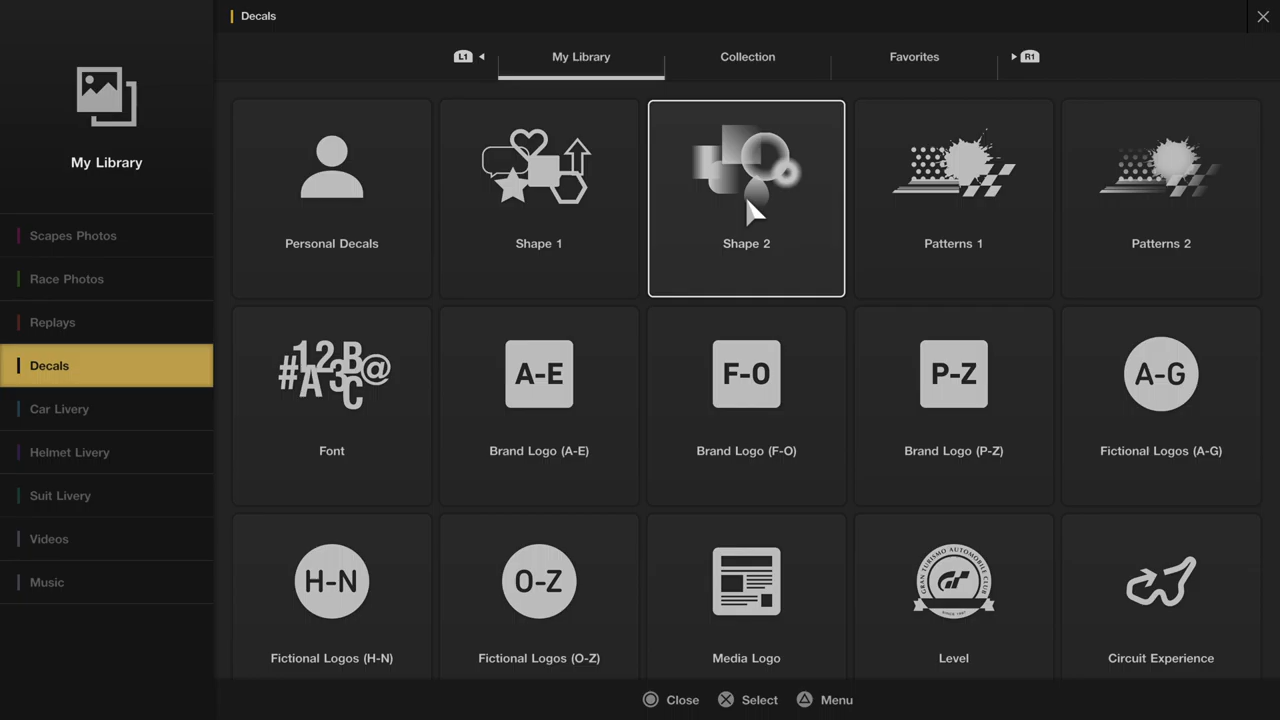 Decals
L1
My Library
Collection
Favorites
R1
My Library
Scapes Photos
Race Photos
Replays
Decals
Car Livery
Helmet Livery
Suit Livery
Videos
Music
Personal Decals
Shape 1
Shape 2
Patterns 1
Patterns 2
#123B@
A C
Font
A-E
Brand Logo (A-E)
F-O
Brand Logo (F-O)
P-Z
Brand Logo (P-Z)
A-G
Fictional Logos (A-G)
H-N
Fictional Logos (H-N)
O-Z
Fictional Logos (O-Z)
Media Logo
GRAN TURISMO AUTOMOBILE CLUB
Level
Circuit Experience
Close
Select
Menu